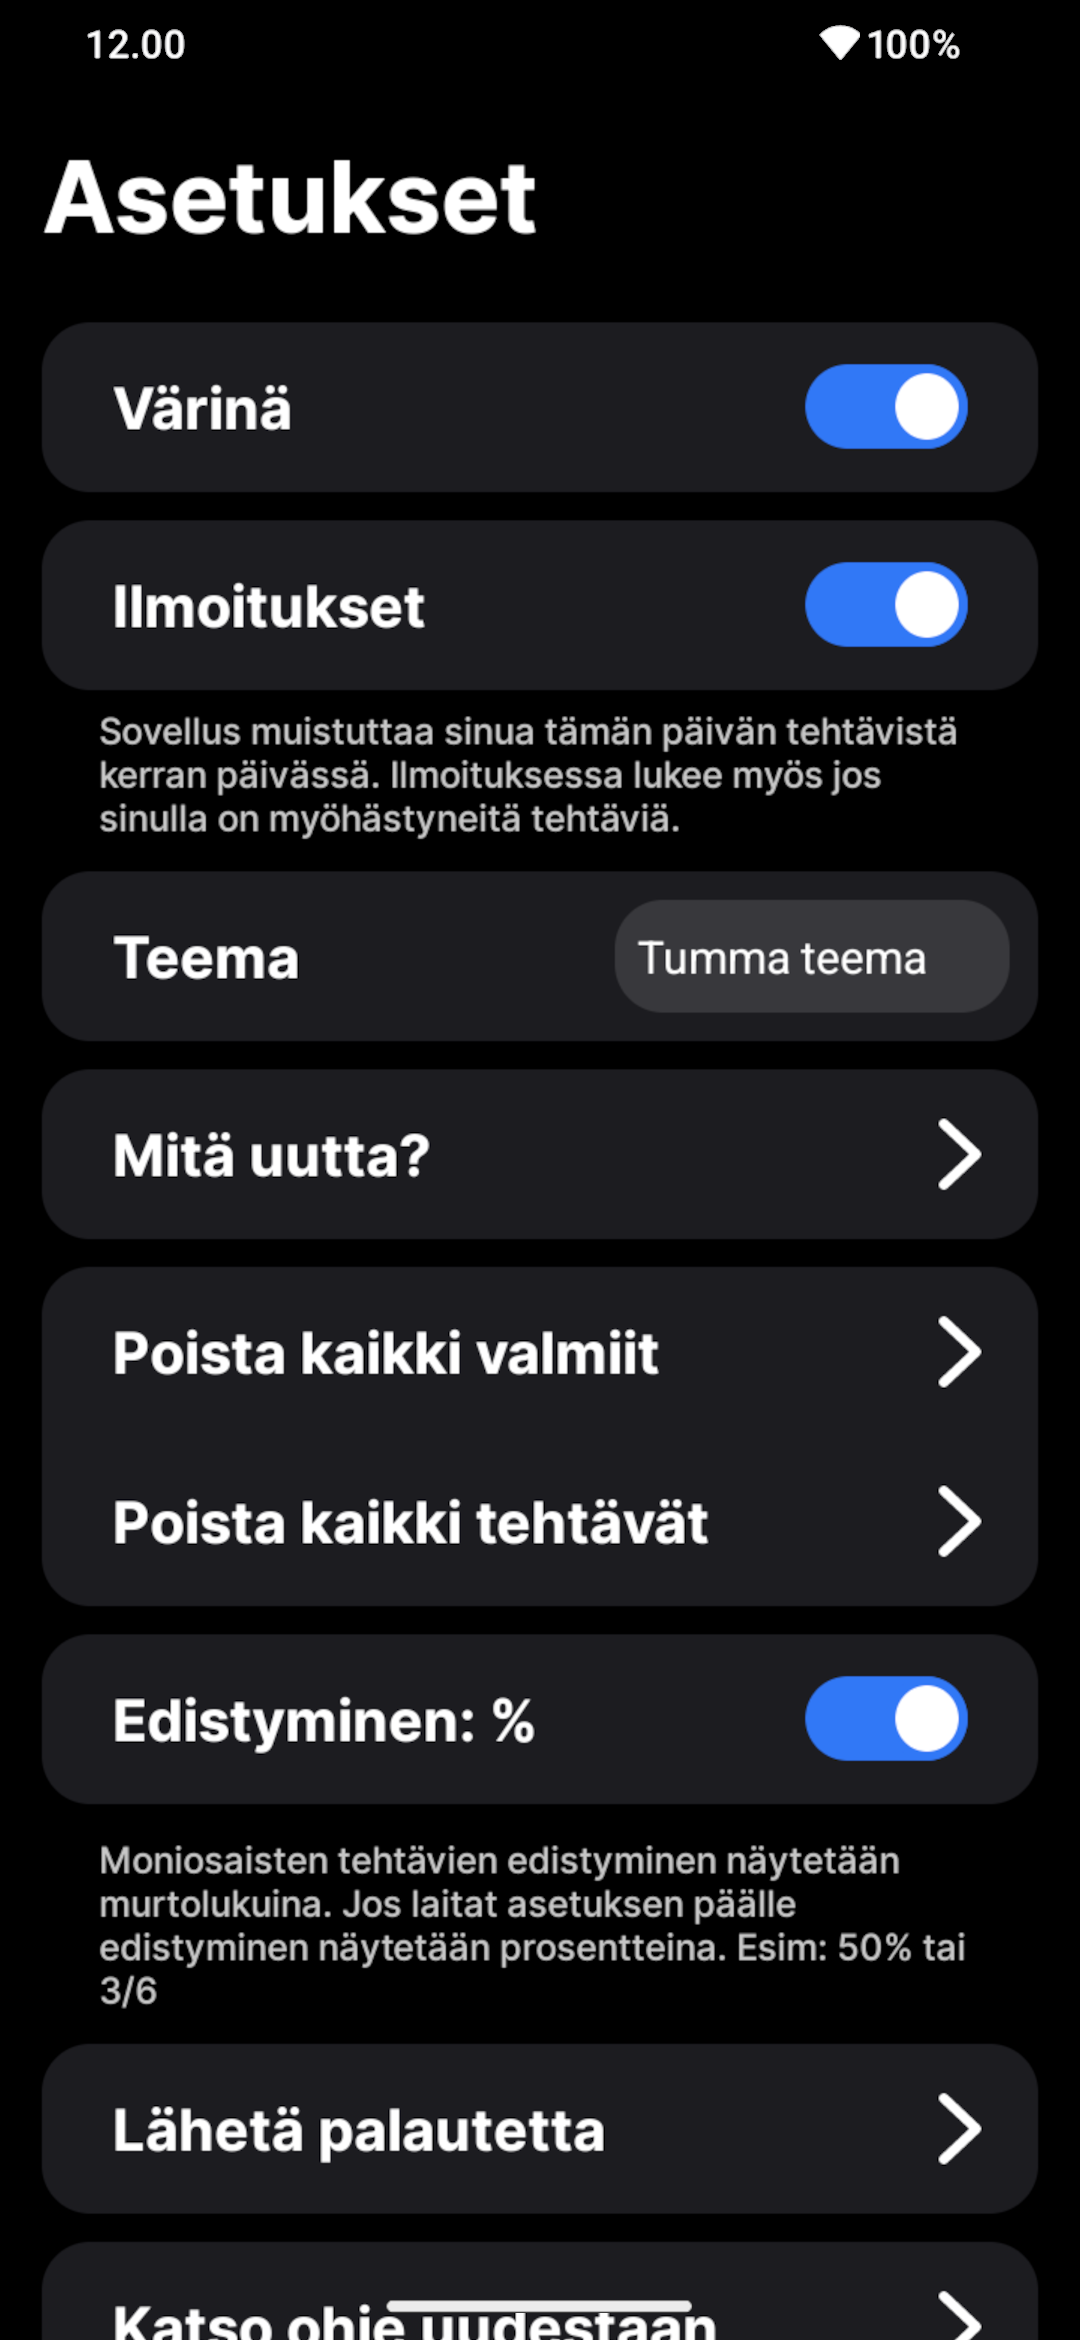 12.00
100%
Asetukset
Värinä
Ilmoitukset
Sovellus muistuttaa sinua tämän päivän tehtävistä
kerran päivässä. Ilmoituksessa lukee myös jos
sinulla on myöhästyneitä tehtäviä.
Teema
Tumma teema
Mitä uutta?
Poista kaikki valmiit
Poista kaikki tehtävät
Edistyminen: %
Moniosaisten tehtävien edistyminen näytetään
murtolukuina. Jos laitat asetuksen päälle
edistyminen näytetään prosentteina. Esim: 50% tai
3/6
Lähetä palautetta
Katso ohje uudestaan